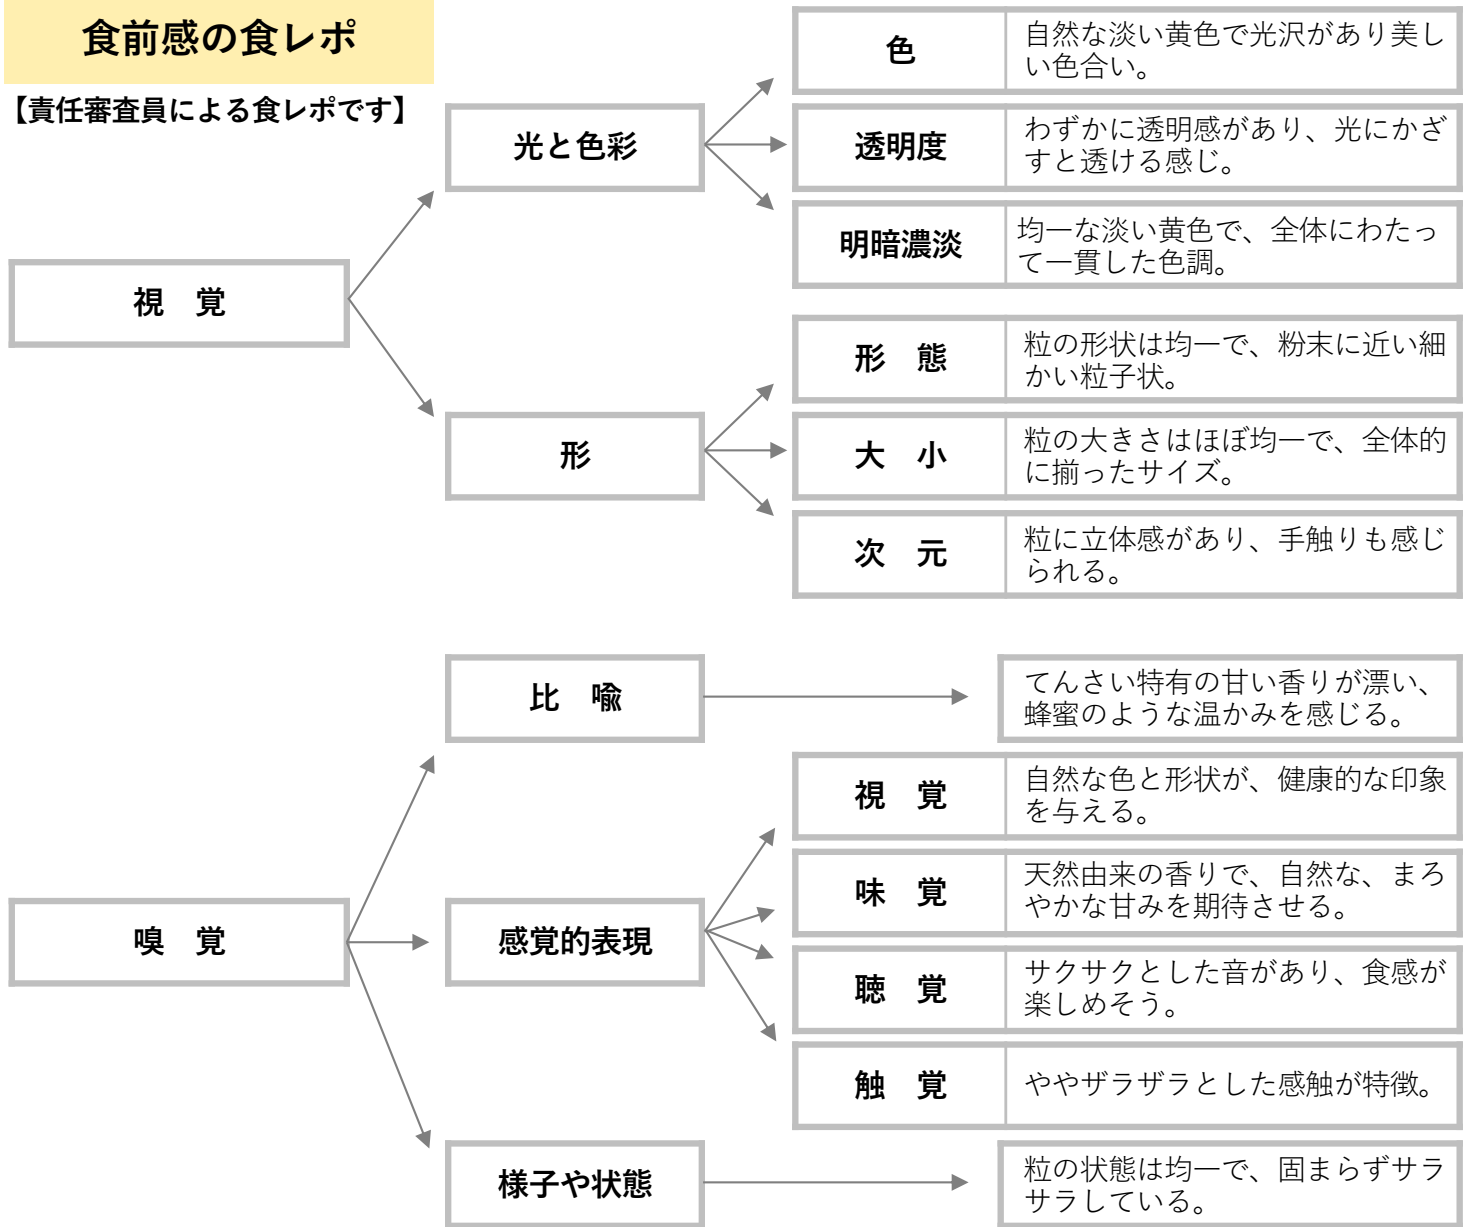 食前感の食レポ
【責任審査員による食レポです】
視　覚
光と色彩
色
自然な淡い黄色で光沢があり美し
い色合い。
透明度
わずかに透明感があり、光にかざ
すと透ける感じ。
明暗濃淡
均一な淡い黄色で、全体にわたっ
て一貫した色調。
形
形　態
粒の形状は均一で、粉末に近い細
かい粒子状。
大　小
粒の大きさはほぼ均一で、全体的
に揃ったサイズ。
次　元
粒に立体感があり、手触りも感じ
られる。
嗅　覚
比　喩
てんさい特有の甘い香りが漂い、
蜂蜜のような温かみを感じる。
感覚的表現
視　覚
自然な色と形状が、健康的な印象
を与える。
味　覚
天然由来の香りで、自然な、まろ
やかな甘みを期待させる。
聴　覚
サクサクとした音があり、食感が
楽しめそう。
触　覚
ややザラザラとした感触が特徴。
様子や状態
粒の状態は均一で、固まらずサラ
サラしている。